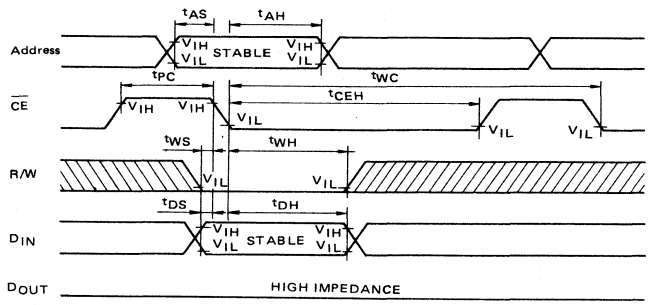 tAS tAH
Address VIH VIL STABLE VIH VIL
tPC tWC
CE VIH VIH tCEH
VIL VIL VIL
tWS tWH
R/W VIL VIL
tDS tDH
DIN VIH VIL STABLE VIH VIL
DOUT HIGH IMPEDANCE